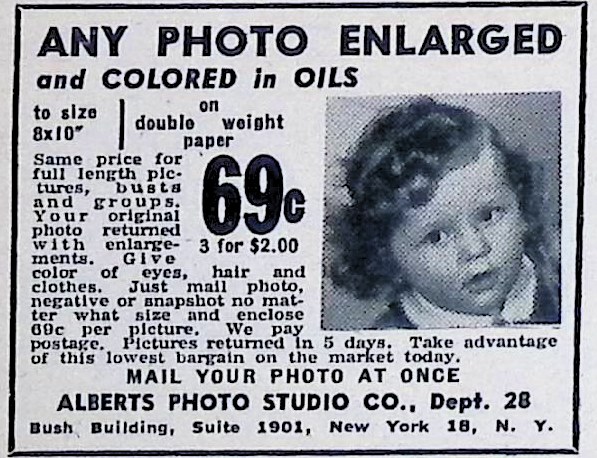 ANY PHOTO ENLARGED
and COLORED in OILS
to size
8x10"
on
double weight
paper
Same price for
full length pic-
tures, busts
and groups.
Your original
photo returned
with enlarge-
ments. Give
color of eyes, hair and
clothes. Just mail photo,
negative or snapshot no mat-
ter what size and enclose
69c per picture. We pay
postage. Pictures returned in 5 days. Take advantage
of this lowest bargain on the market today.
69c
3 for $2.00
MAIL YOUR PHOTO AT ONCE
ALBERTS PHOTO STUDIO CO., Dept. 28
Bush Building, Suite 1901, New York 18, N. Y.